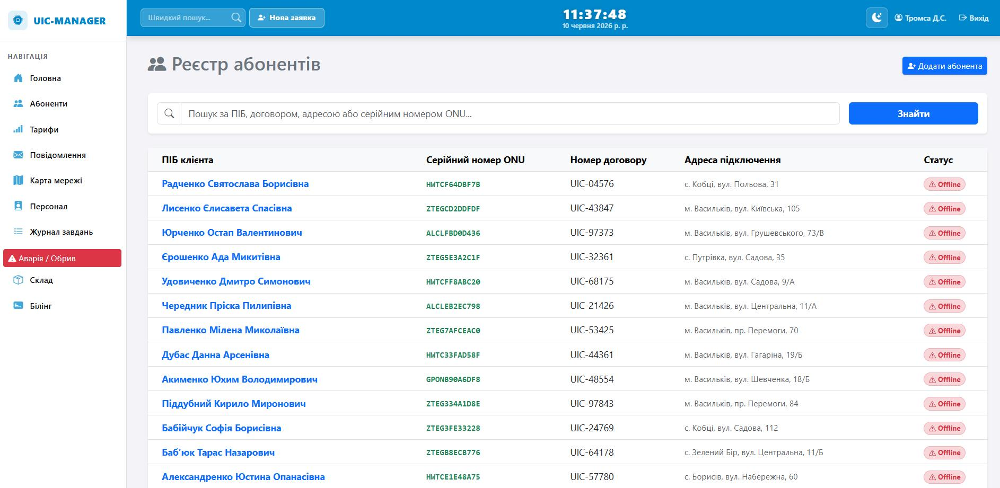 UIC-MANAGER
Швидкий пошук...
Нова заявка
11:37:48
10 червня 2026 р. р.
Тромса Д.С.
Вихід
НАВІГАЦІЯ
Головна
Абоненти
Тарифи
Повідомлення
Карта мережі
Персонал
Журнал завдань
Аварія / Обрив
Склад
Білінг
Реєстр абонентів
Додати абонента
Пошук за ПІБ, договором, адресою або серійним номером ONU...
Знайти
ПІБ клієнта Серійний номер ONU Номер договору Адреса підключення Статус
Радченко Святослава Борисівна HWTCF64DBF7B UIC-04576 с. Кобці, вул. Польова, 31 Offline
Лисенко Єлисавета Спасівна ZTEGCD2DDFDF UIC-43847 м. Васильків, вул. Київська, 105 Offline
Юрченко Остап Валентинович ALCLFBD0D436 UIC-97373 м. Васильків, вул. Грушевського, 73/В Offline
Єрошенко Ада Микитівна ZTEG5E3A2C1F UIC-32361 с. Путрівка, вул. Садова, 35 Offline
Удовиченко Дмитро Симонович HWTCFF8ABC20 UIC-68175 м. Васильків, вул. Садова, 9/А Offline
Чередник Пріска Пилипівна ALCLEB2EC798 UIC-21426 м. Васильків, вул. Центральна, 11/А Offline
Павленко Мілена Миколаївна ZTEG7AFCEAC0 UIC-53425 м. Васильків, пр. Перемоги, 70 Offline
Дубас Данна Арсенівна HWTC33FAD58F UIC-44361 м. Васильків, вул. Гагаріна, 19/Б Offline
Акименко Юхим Володимирович GPONB90A6DF8 UIC-48554 м. Васильків, вул. Шевченка, 18/Б Offline
Піддубний Кирило Миронович ZTEG334A1D8E UIC-97843 м. Васильків, пр. Перемоги, 84 Offline
Бабійчук Софія Борисівна ZTEG3FE33228 UIC-24769 с. Кобці, вул. Садова, 112 Offline
Баб’юк Тарас Назарович ZTEGB8ECB776 UIC-64178 с. Зелений Бір, вул. Центральна, 11/Б Offline
Александренко Юстина Опанасівна HWTCE1E48A75 UIC-57780 с. Борисів, вул. Набережна, 60 Offline